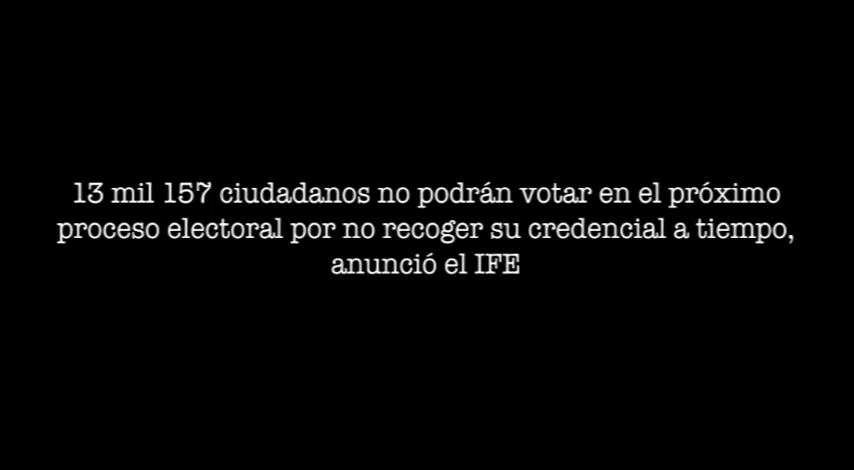 13 mil 157 ciudadanos no podrán votar en el próximo
proceso electoral por no recoger su credencial a tiempo,
anunció el IFE